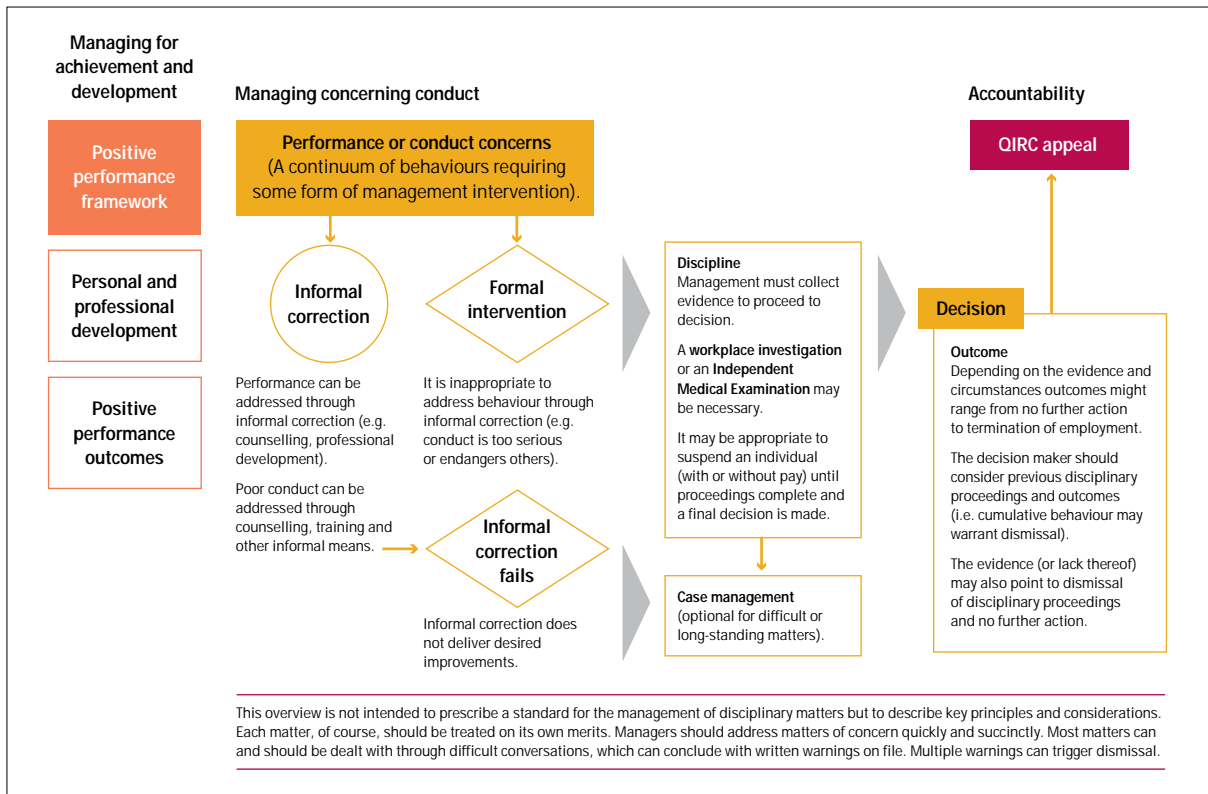 Managing for
achievement and
development
Positive
performance
framework
Personal and
professional
development
Positive
performance
outcomes
Managing concerning conduct
Performance or conduct concerns
(A continuum of behaviours requiring
some form of management intervention).
Informal
correction
Performance can be
addressed through
informal correction (e.g.
counselling, professional
development).
Poor conduct can be
addressed through
counselling, training and
other informal means.
Formal
intervention
It is inappropriate to
address behaviour through
informal correction (e.g.
conduct is too serious
or endangers others).
Informal
correction
fails
Informal correction does
not deliver desired
improvements.
Discipline
Management must collect
evidence to proceed to
decision.
A workplace investigation
or an Independent
Medical Examination may
be necessary.
It may be appropriate to
suspend an individual
(with or without pay) until
proceedings complete and
a final decision is made.
Case management
(optional for difficult or
long-standing matters).
Accountability
QIRC appeal
Decision
Outcome
Depending on the evidence and
circumstances outcomes might
range from no further action
to termination of employment.
The decision maker should
consider previous disciplinary
proceedings and outcomes
(i.e. cumulative behaviour may
warrant dismissal).
The evidence (or lack thereof)
may also point to dismissal
of disciplinary proceedings
and no further action.
This overview is not intended to prescribe a standard for the management of disciplinary matters but to describe key principles and considerations.
Each matter, of course, should be treated on its own merits. Managers should address matters of concern quickly and succinctly. Most matters can
and should be dealt with through difficult conversations, which can conclude with written warnings on file. Multiple warnings can trigger dismissal.